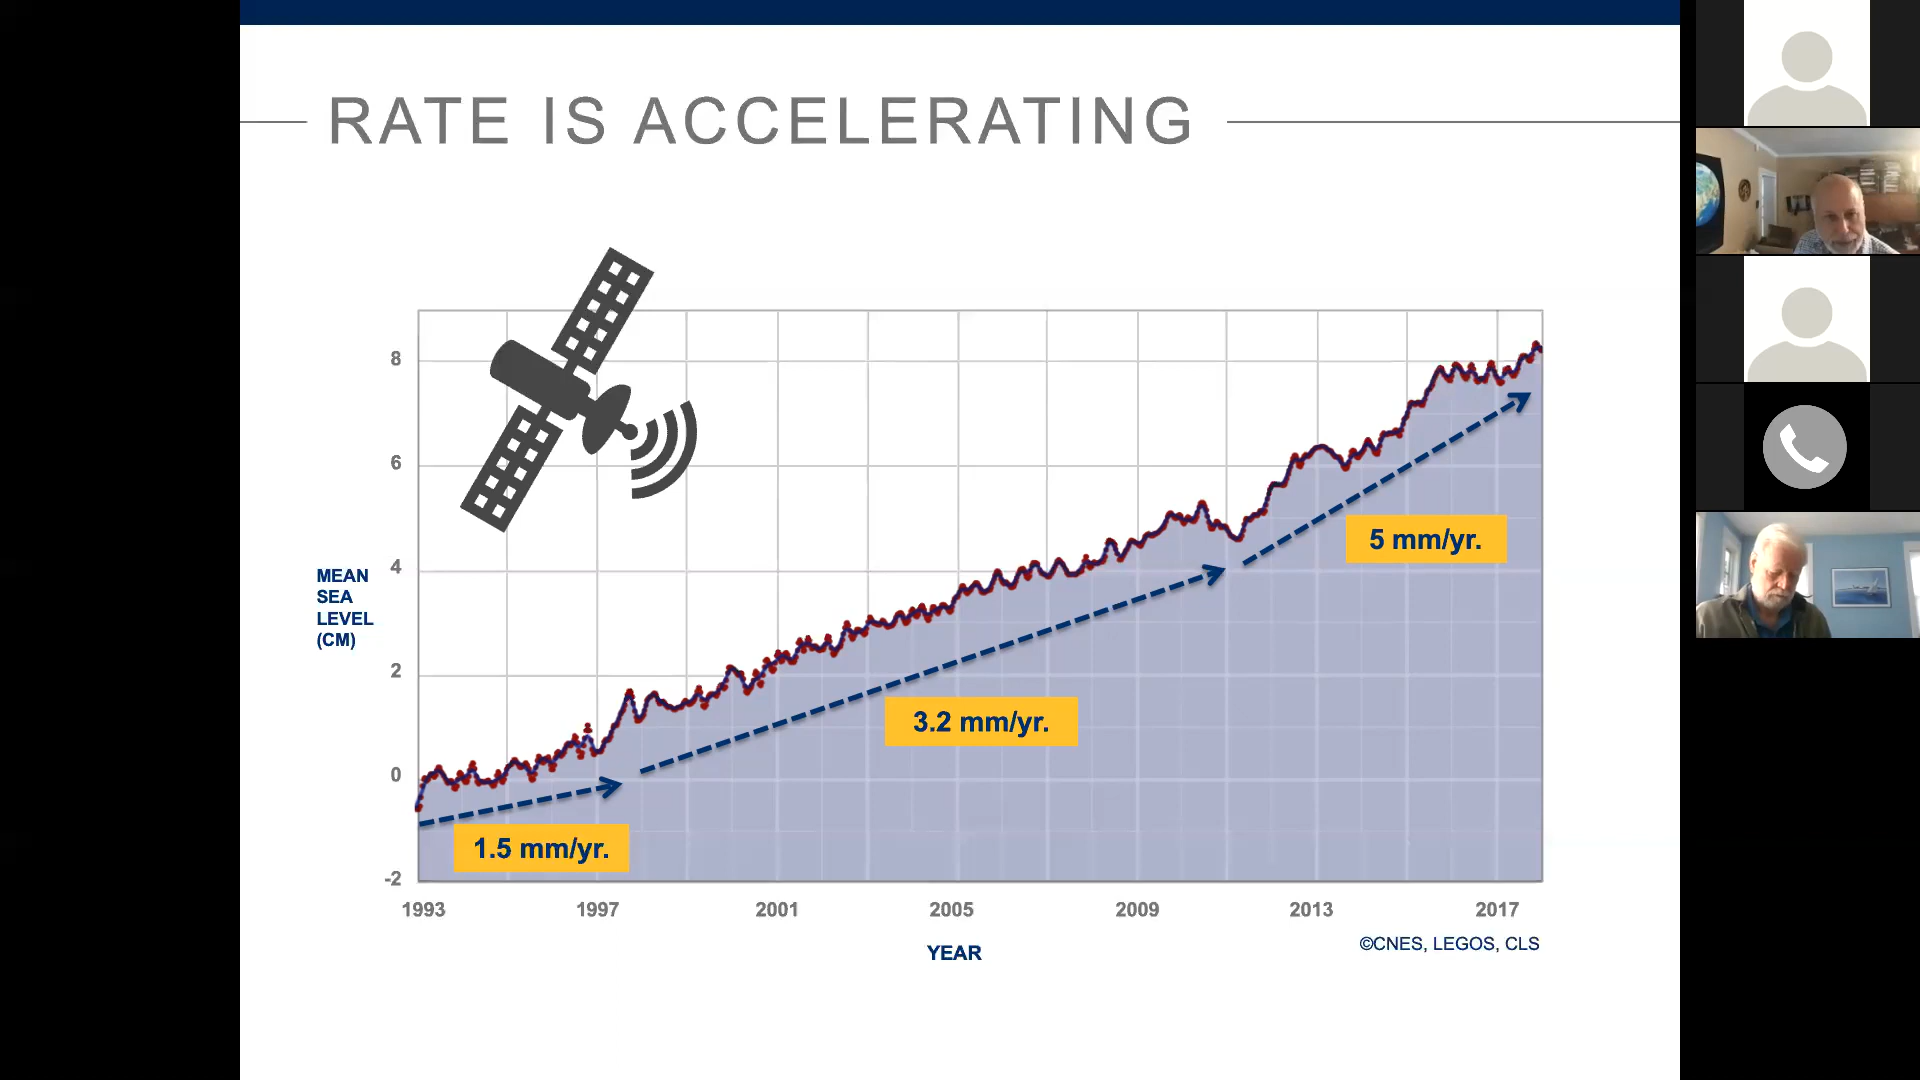 RATE IS ACCELERATING
8
6
4
2
0
-2
MEAN
SEA
LEVEL
(CM)
5 mm/yr.
3.2 mm/yr.
1.5 mm/yr.
1993 1997 2001 2005 2009 2013 2017
YEAR
©CNES, LEGOS, CLS